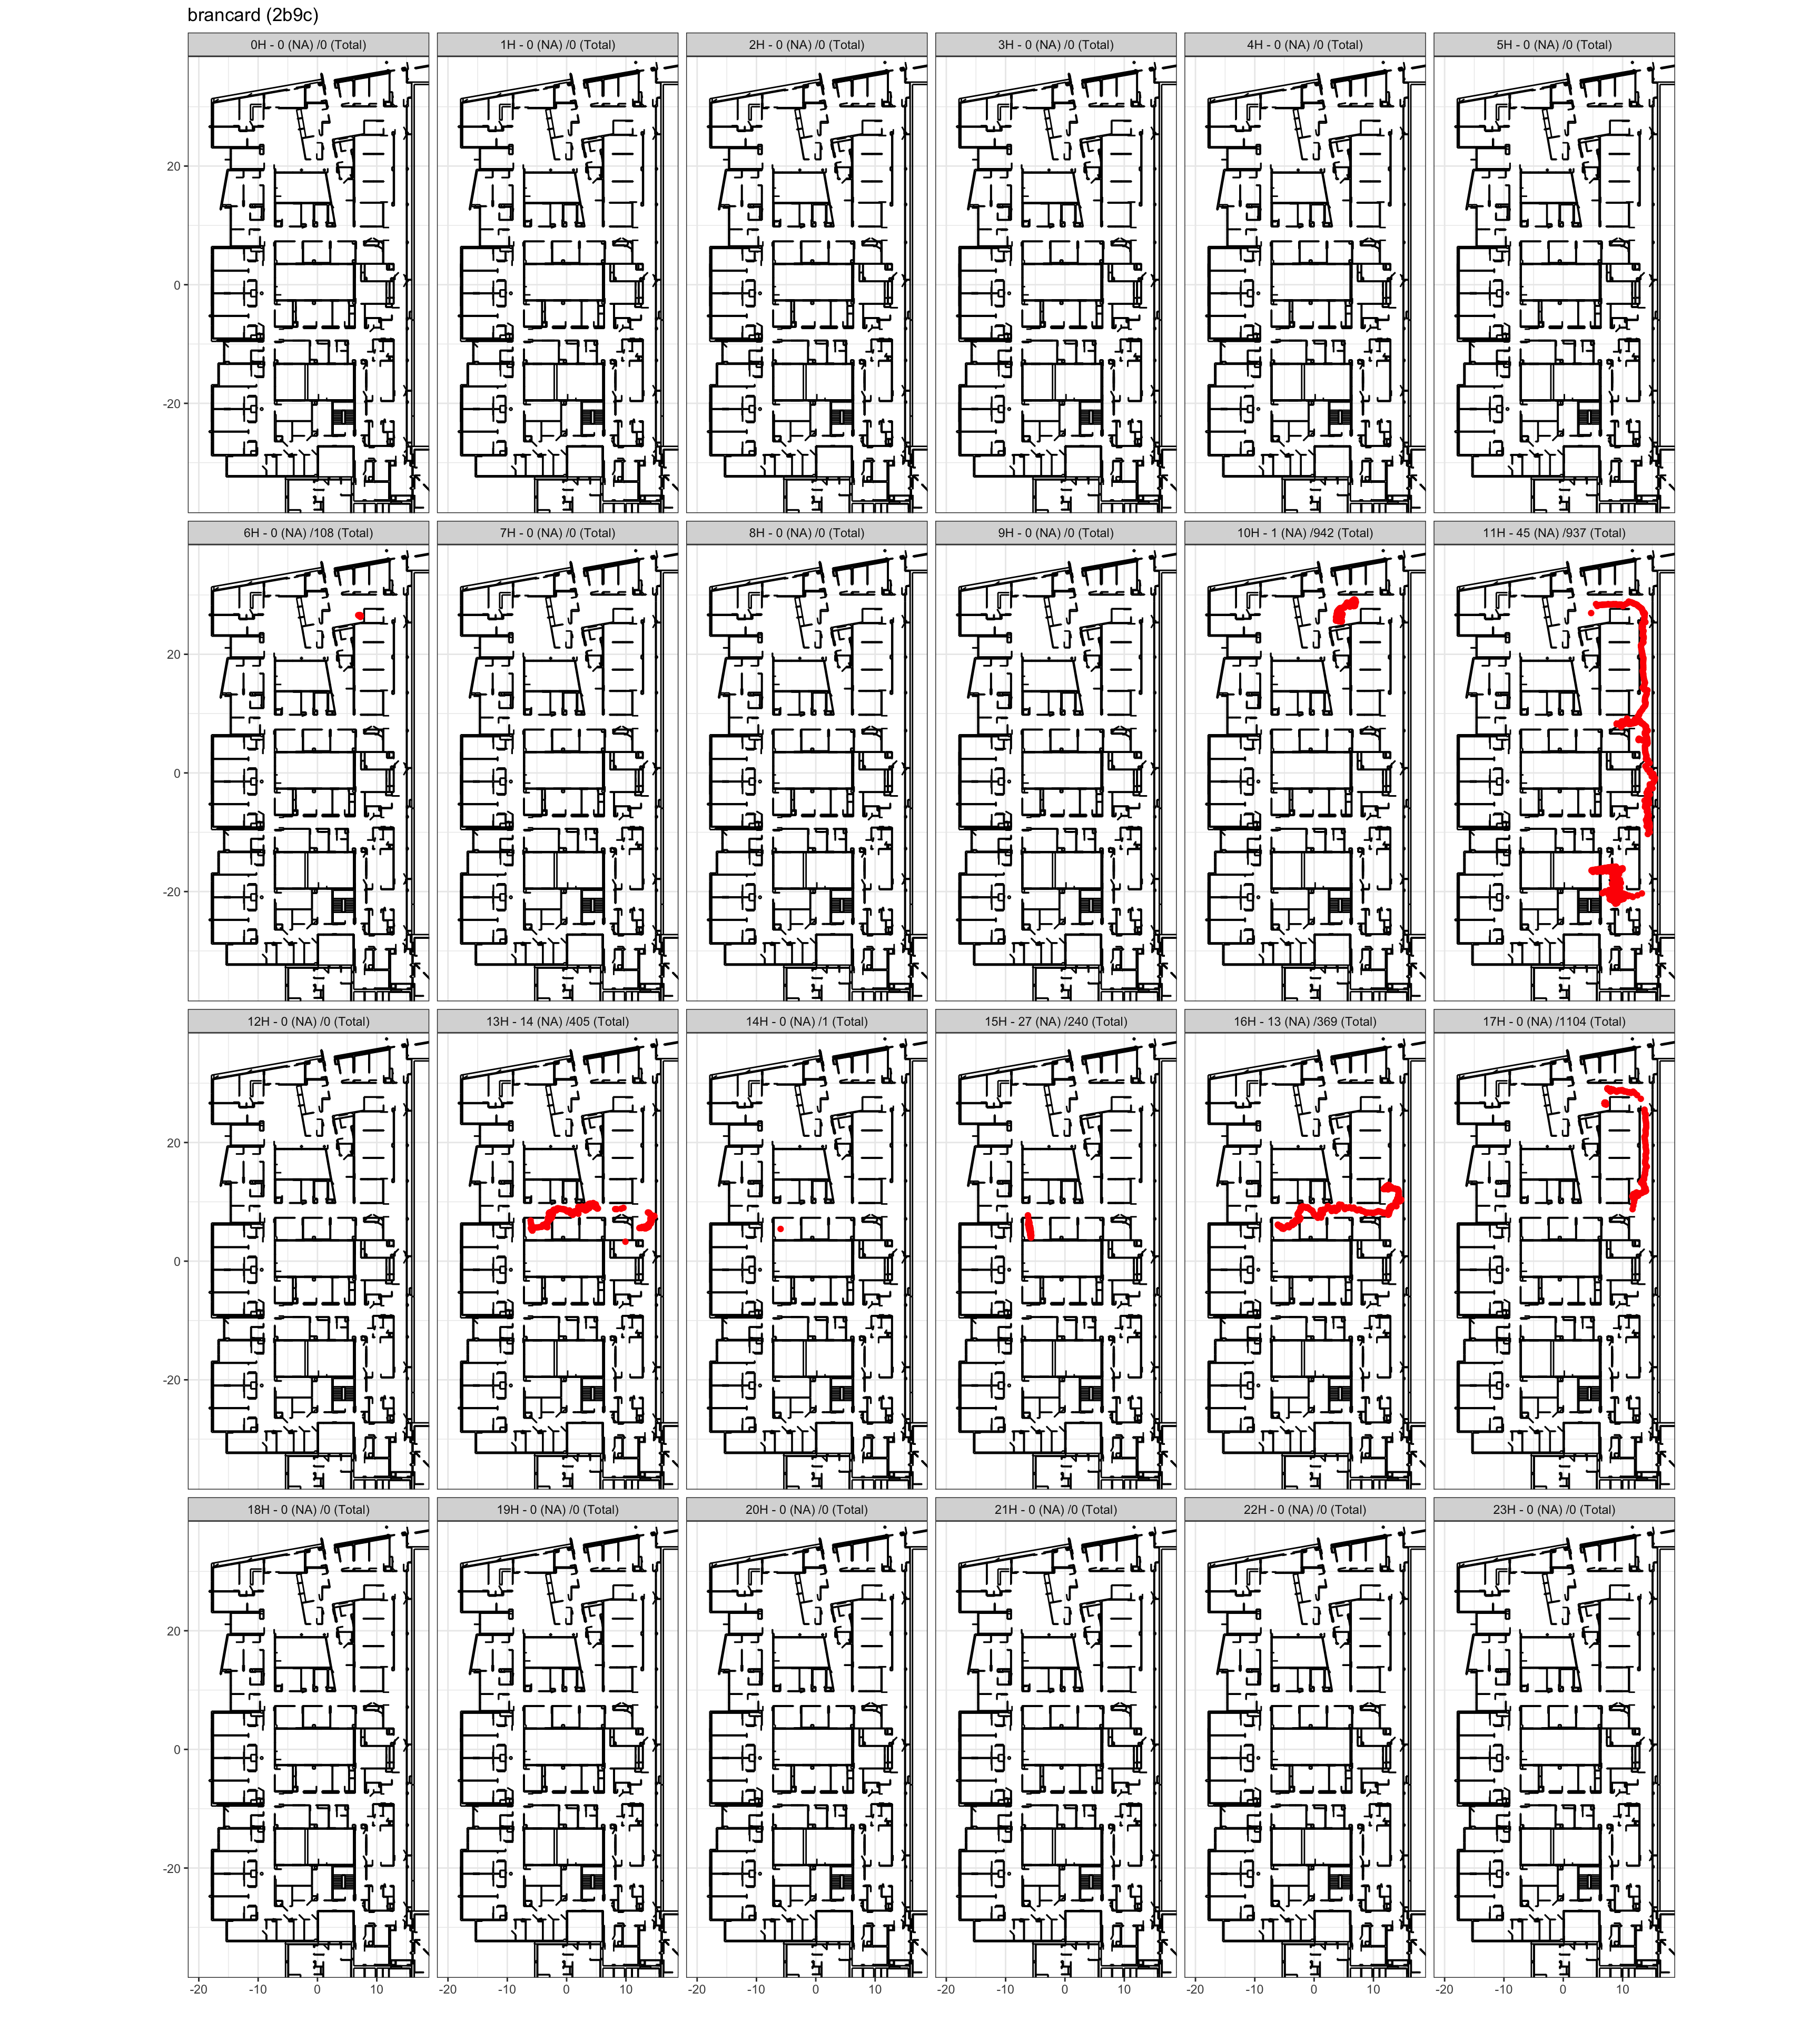 brancard (2b9c)
0H - 0 (NA) /0 (Total) 1H - 0 (NA) /0 (Total) 2H - 0 (NA) /0 (Total) 3H - 0 (NA) /0 (Total) 4H - 0 (NA) /0 (Total) 5H - 0 (NA) /0 (Total)
20
0
-20
6H - 0 (NA) /108 (Total) 7H - 0 (NA) /0 (Total) 8H - 0 (NA) /0 (Total) 9H - 0 (NA) /0 (Total) 10H - 1 (NA) /942 (Total) 11H - 45 (NA) /937 (Total)
20
0
-20
12H - 0 (NA) /0 (Total) 13H - 14 (NA) /405 (Total) 14H - 0 (NA) /1 (Total) 15H - 27 (NA) /240 (Total) 16H - 13 (NA) /369 (Total) 17H - 0 (NA) /1104 (Total)
20
0
-20
18H - 0 (NA) /0 (Total) 19H - 0 (NA) /0 (Total) 20H - 0 (NA) /0 (Total) 21H - 0 (NA) /0 (Total) 22H - 0 (NA) /0 (Total) 23H - 0 (NA) /0 (Total)
20
0
-20
-20 -10 0 10 -20 -10 0 10 -20 -10 0 10 -20 -10 0 10 -20 -10 0 10 -20 -10 0 10